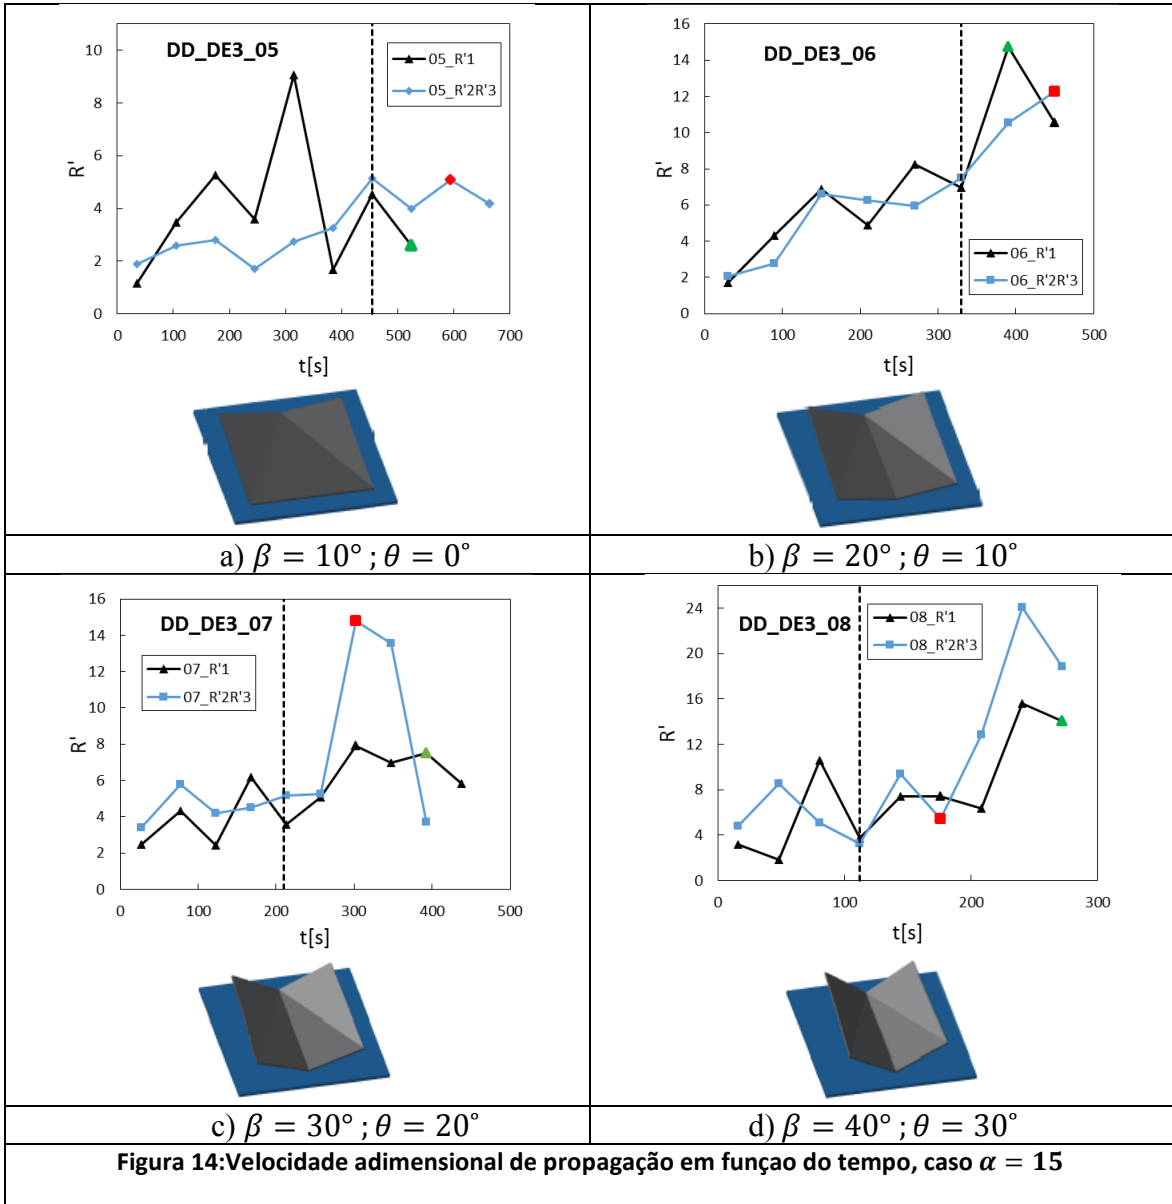 DD_DE3_05
05_R'1
05_R'2R'3
R'
10
8
6
4
2
0
0 100 200 300 400 500 600 700
t[s]
a) β = 10° ; θ = 0°
DD_DE3_06
06_R'1
06_R'2R'3
R'
16
14
12
10
8
6
4
2
0
0 100 200 300 400 500
t[s]
b) β = 20° ; θ = 10°
DD_DE3_07
07_R'1
07_R'2R'3
R'
16
14
12
10
8
6
4
2
0
0 100 200 300 400 500
t[s]
c) β = 30° ; θ = 20°
DD_DE3_08
08_R'1
08_R'2R'3
R'
24
20
16
12
8
4
0
0 100 200 300
t[s]
d) β = 40° ; θ = 30°
Figura 14:Velocidade adimensional de propagação em funçao do tempo, caso α = 15